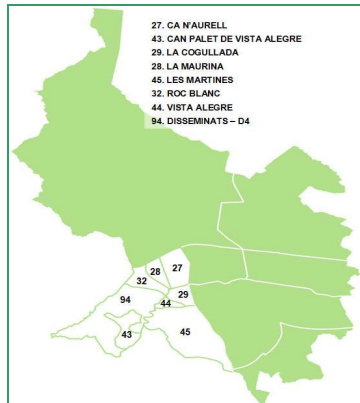 27. CA N'AURELL
43. CAN PALET DE VISTA ALEGRE
29. LA COGULLADA
28. LA MAURINA
45. LES MARTINES
32. ROC BLANC
44. VISTA ALEGRE
94. DISSEMINATS – D4
27
28
32
29
94
44
45
43